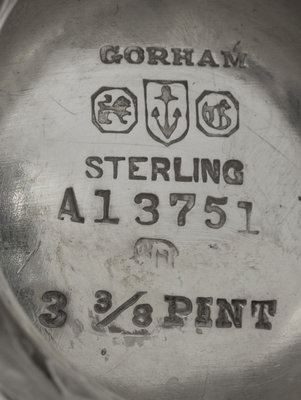 GORHAM
STERLING
A13751
3 3/8 PINT